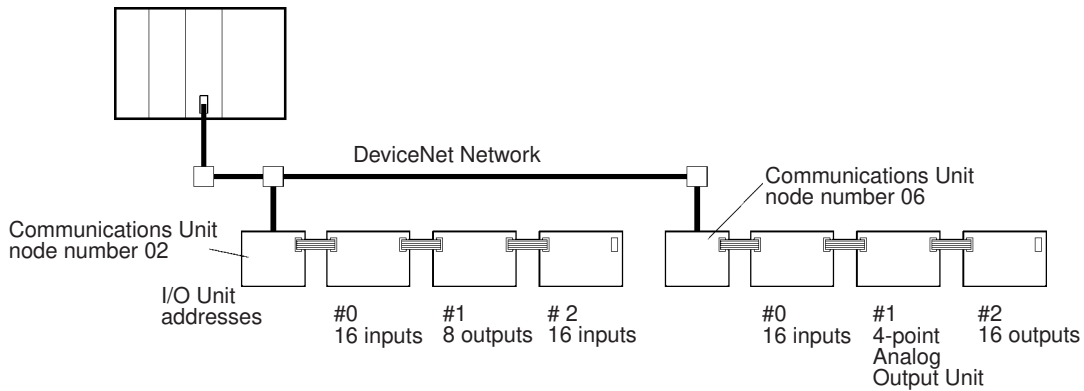 DeviceNet Network
Communications Unit
node number 06
Communications Unit
node number 02
I/O Unit
addresses
#0
16 inputs
#1
8 outputs
# 2
16 inputs
#0
16 inputs
#1
4-point
Analog
Output Unit
#2
16 outputs